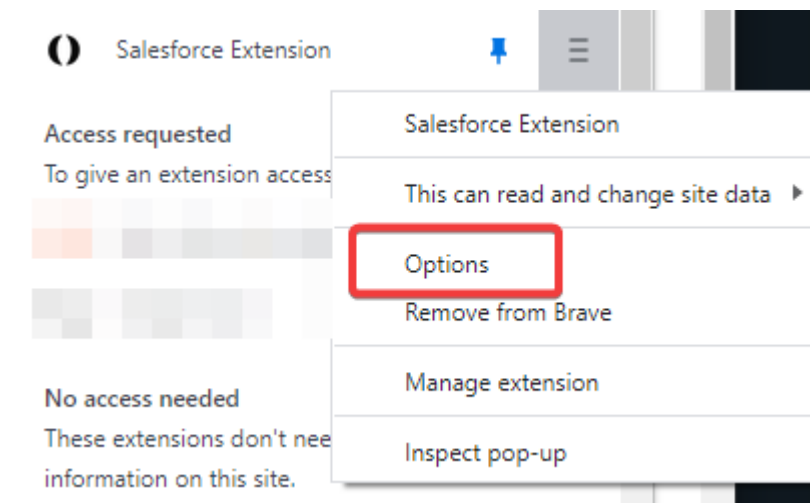 Salesforce Extension
Access requested
To give an extension access
No access needed
These extensions don't nee
information on this site.
Salesforce Extension
This can read and change site data
Options
Remove from Brave
Manage extension
Inspect pop-up